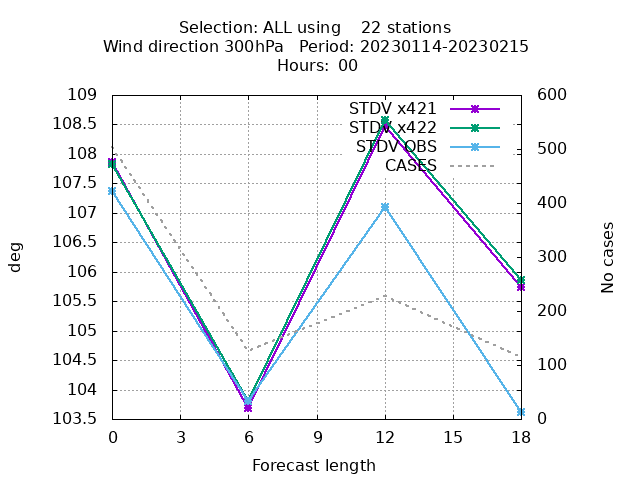 Selection: ALL using    22 stations
Wind direction 300hPa   Period: 20230114-20230215
Hours: 00
109
108.5
108
107.5
107
106.5
106
105.5
105
104.5
104
103.5
deg
STDV x421
STDV x422
STDV OBS
CASES
600
500
400
300
200
100
0
No cases
0 3 6 9 12 15 18
Forecast length